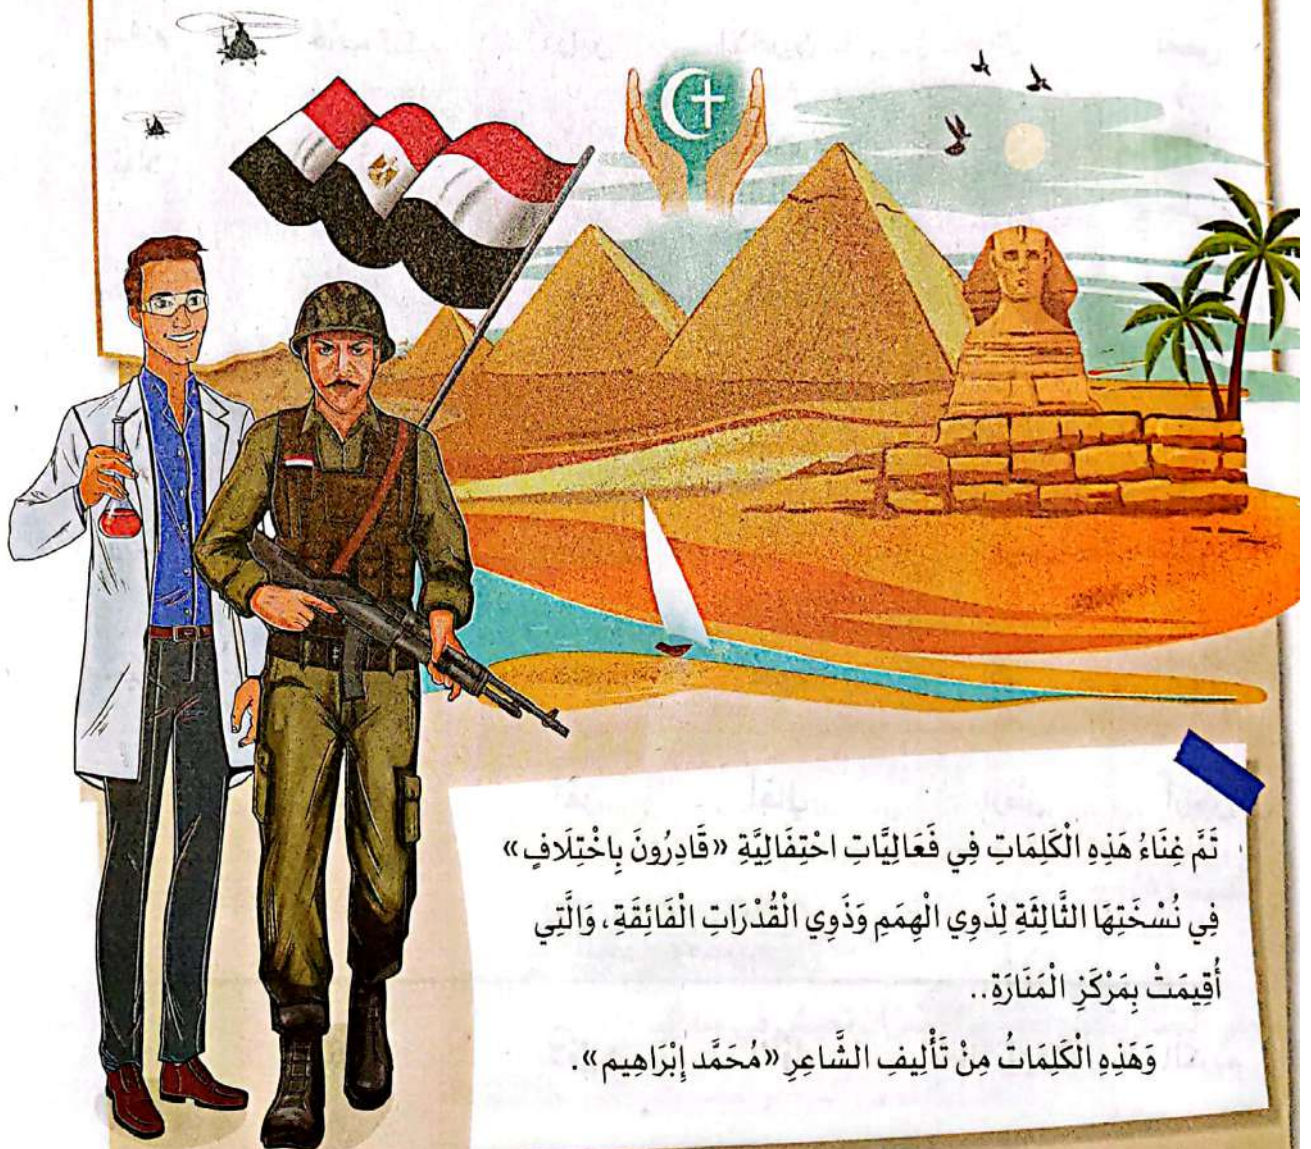 تَمَّ غِنَاءُ هَذِهِ الْكَلِمَاتِ فِي فَعَالِيَّاتِ احْتِفَالِيَّةِ «قَادِرُونَ بِاخْتِلَافٍ»
فِي نُسْخَتِهَا الثَّالِثَةِ لِذَوِي الْهِمَمِ وَذَوِي الْقُدْرَاتِ الْفَائِقَةِ، وَالَّتِي
أُقِيمَتْ بِمَرْكَزِ الْمَنَارَةِ..
وَهَذِهِ الْكَلِمَاتُ مِنْ تَأْلِيفِ الشَّاعِرِ «مُحَمَّد إِبْرَاهِيم».